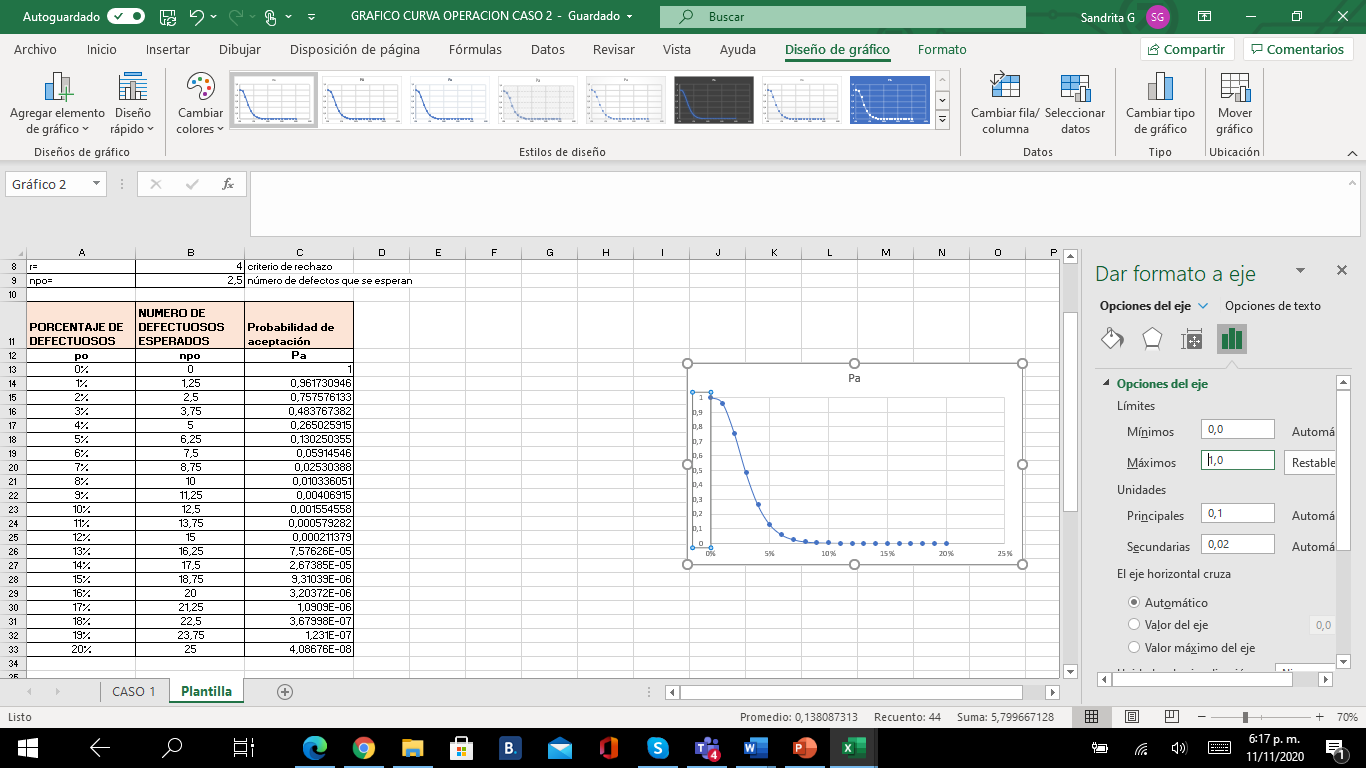 Autoguardado
GRAFICO CURVA OPERACION CASO 2 - Guardado
Buscar
Sandrita G
SG
Archivo Inicio Insertar Dibujar Disposición de página Fórmulas Datos Revisar Vista Ayuda Diseño de gráfico Formato
Compartir Comentarios
Agregar elemento de gráfico
Diseño rápido
Cambiar colores
Cambiar fila/ columna
Seleccionar datos
Cambiar tipo de gráfico
Mover gráfico
Diseños de gráfico Estilos de diseño Datos Tipo Ubicación
Gráfico 2
fx
A B C D E F G H I J K L M N O P
8 r= 4 criterio de rechazo
9 npo= 2,5 número de defectos que se esperan
10
11 PORCENTAJE DE DEFECTUOSOS NUMERO DE DEFECTUOSOS ESPERADOS Probabilidad de aceptación
12 po npo Pa
13 0% 0 1
14 1% 1,25 0,961730946
15 2% 2,5 0,757576133
16 3% 3,75 0,483767382
17 4% 5 0,265025915
18 5% 6,25 0,130250355
19 6% 7,5 0,05914546
20 7% 8,75 0,02530388
21 8% 10 0,010336051
22 9% 11,25 0,00406915
23 10% 12,5 0,001554558
24 11% 13,75 0,000579282
25 12% 15 0,000211379
26 13% 16,25 7,57626E-05
27 14% 17,5 2,67385E-05
28 15% 18,75 9,31039E-06
29 16% 20 3,20372E-06
30 17% 21,25 1,0909E-06
31 18% 22,5 3,67998E-07
32 19% 23,75 1,231E-07
33 20% 25 4,08676E-08
34
Pa
1
0,9
0,8
0,7
0,6
0,5
0,4
0,3
0,2
0,1
0
0% 5% 10% 15% 20% 25%
Dar formato a eje
Opciones del eje Opciones de texto
Opciones del eje
Límites
Mínimos 0,0 Automá
Máximos 1,0 Restable
Unidades
Principales 0,1 Automá
Secundarias 0,02 Automá
El eje horizontal cruza
Automático
Valor del eje 0,0
Valor máximo del eje
CASO 1 Plantilla
Listo
Promedio: 0,138087313 Recuento: 44 Suma: 5,799667128
70%
6:17 p. m.
11/11/2020
4
1